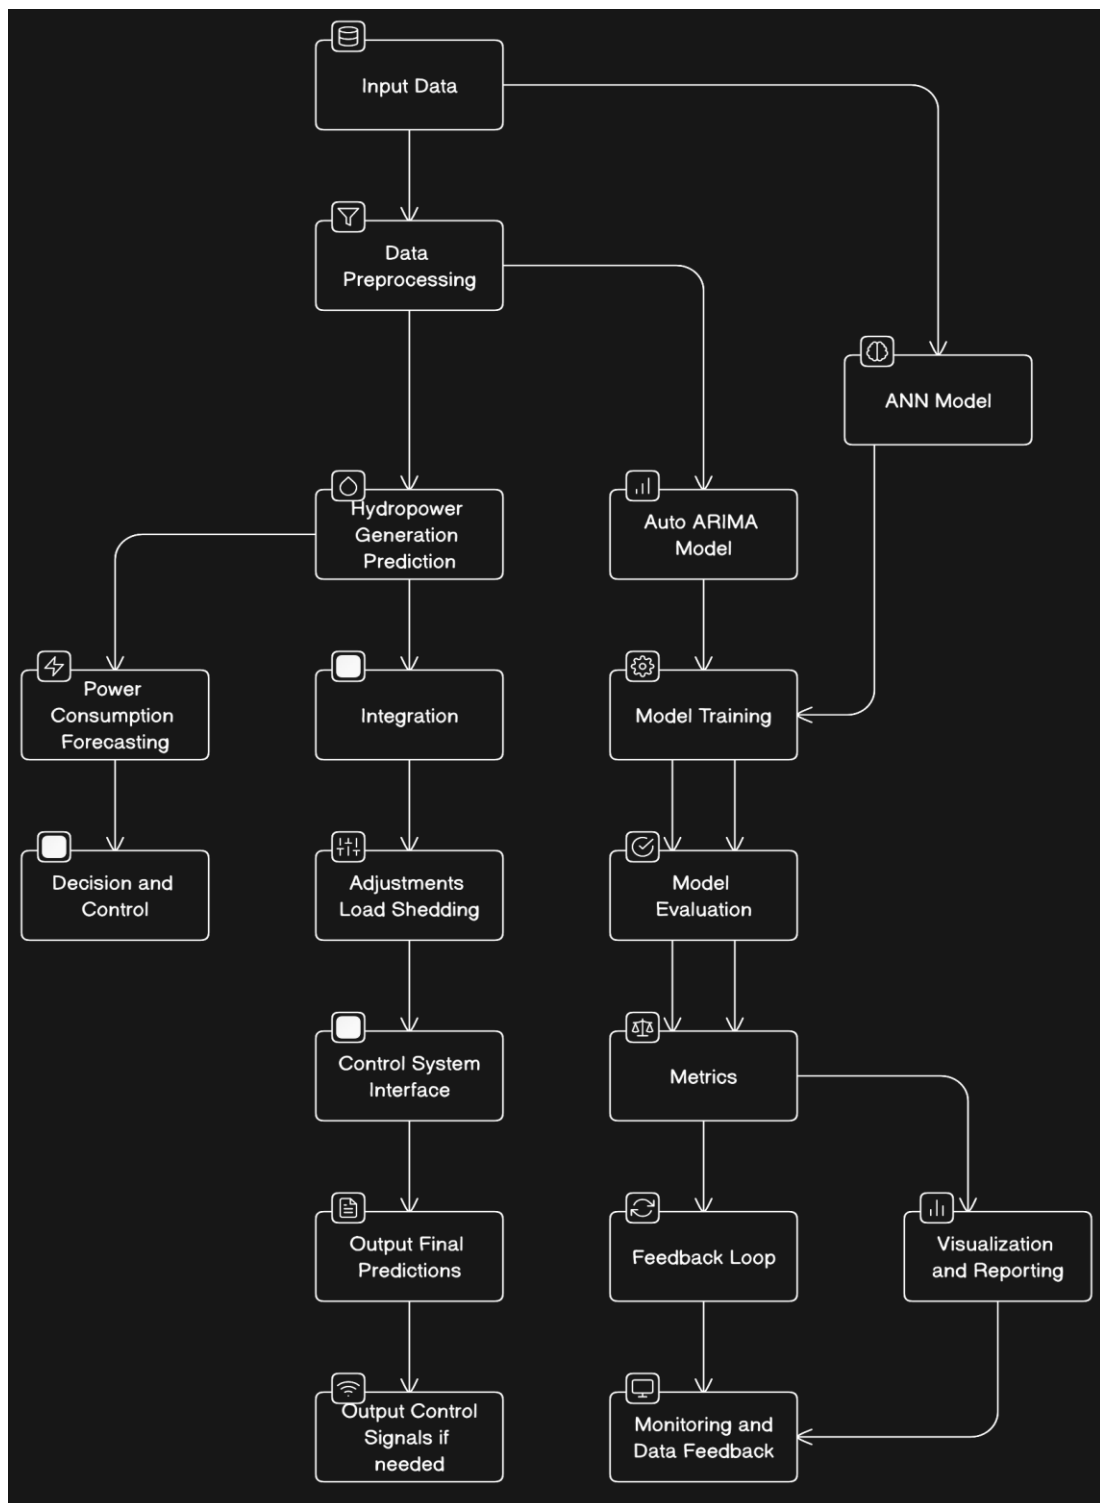 Input Data
Data
Preprocessing
ANN Model
Hydropower
Generation
Prediction
Auto ARIMA
Model
Power
Consumption
Forecasting
Integration
Model Training
Decision and
Control
Adjustments
Load Shedding
Model
Evaluation
Control System
Interface
Metrics
Output Final
Predictions
Feedback Loop
Visualization
and Reporting
Output Control
Signals if
needed
Monitoring and
Data Feedback